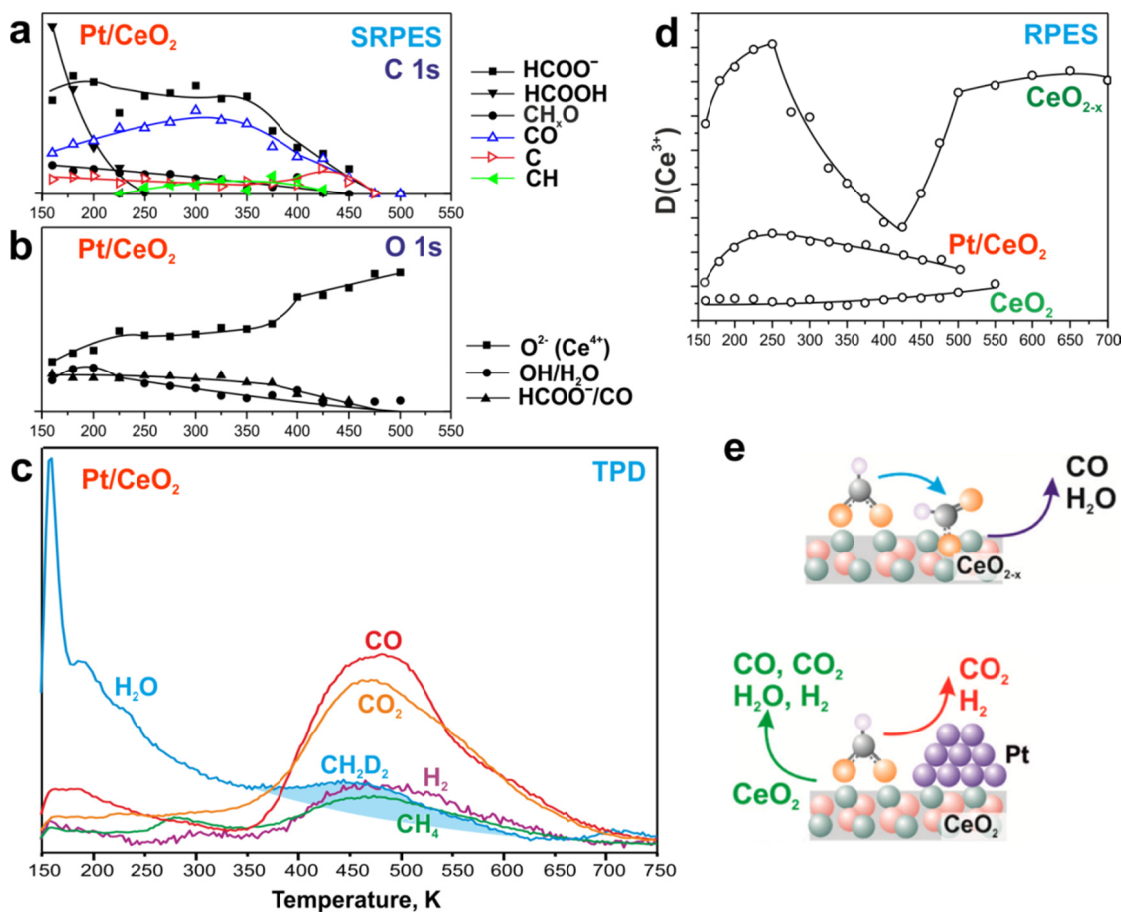 a
Pt/CeO₂
SRPES
C 1s
HCOO⁻
HCOOH
CHₓO
CO
C
CH
150 200 250 300 350 400 450 500 550
b
Pt/CeO₂
O 1s
O²⁻ (Ce⁴⁺)
OH/H₂O
HCOO⁻/CO
150 200 250 300 350 400 450 500 550
c
Pt/CeO₂
TPD
H₂O
CO
CO₂
CH₂D₂
H₂
CH₄
150 200 250 300 350 400 450 500 550 600 650 700 750
Temperature, K
d
RPES
D(Ce³⁺)
CeO₂₋ₓ
Pt/CeO₂
CeO₂
150 200 250 300 350 400 450 500 550 600 650 700
e
CO
H₂O
CeO₂₋ₓ
CO, CO₂
H₂O, H₂
CO₂
H₂
Pt
CeO₂
CeO₂